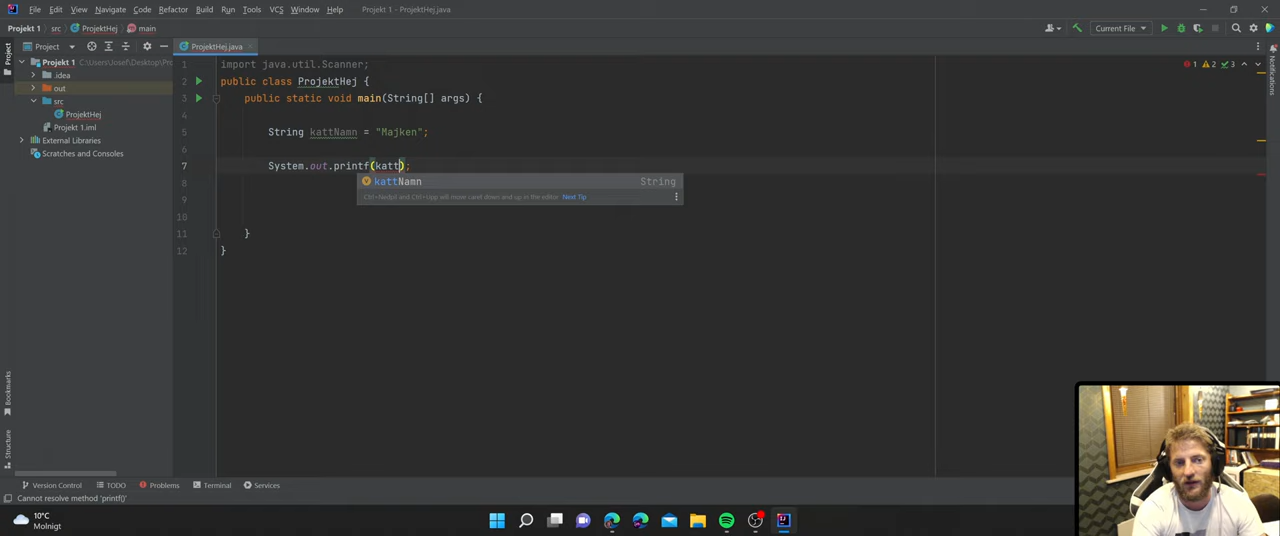 File Edit View Navigate Code Refactor Build Run Tools VCS Window Help Projekt 1 - ProjektHej.java
Projekt 1 src ProjektHej main Current File
Project ProjektHej.java
Projekt 1 C:\Users\Josef\Desktop\Pro
.idea
out
src
ProjektHej
Projekt 1.iml
External Libraries
Scratches and Consoles
1 import java.util.Scanner;
2 public class ProjektHej {
3 public static void main(String[] args) {
4
5 String kattNamn = "Majken";
6
7 System.out.printf(katt);
kattNamn String
Ctrl+Nedpil and Ctrl+Upp will move caret down and up in the editor Next Tip
8
9
10
11 }
12 }
1 2 3
Project
Bookmarks
Structure
Notifications
Version Control TODO Problems Terminal Services
Cannot resolve method 'printf()'
10°C
Molnigt